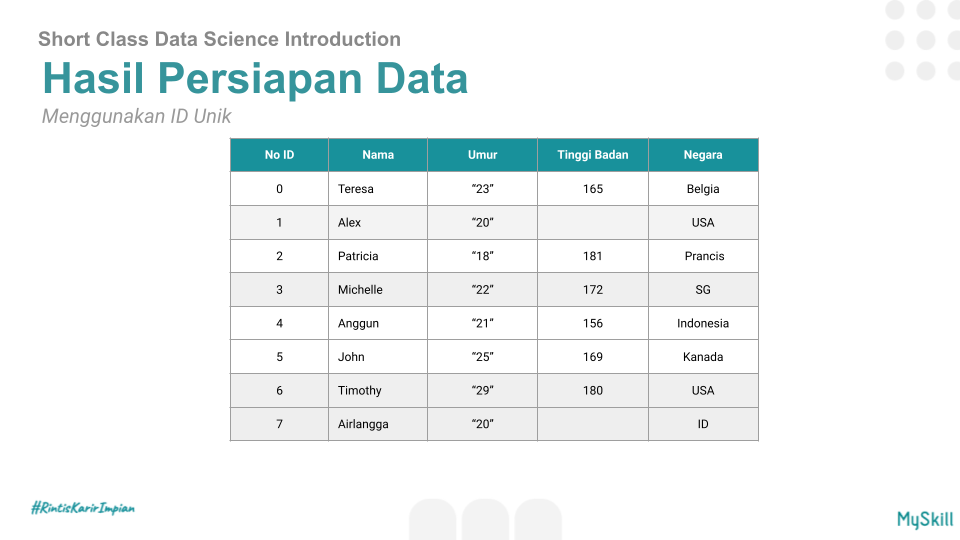 Short Class Data Science Introduction
Hasil Persiapan Data
Menggunakan ID Unik
No ID Nama Umur Tinggi Badan Negara
0 Teresa “23” 165 Belgia
1 Alex “20” USA
2 Patricia “18” 181 Prancis
3 Michelle “22” 172 SG
4 Anggun “21” 156 Indonesia
5 John “25” 169 Kanada
6 Timothy “29” 180 USA
7 Airlangga “20” ID
#RintisKarirImpian
MySkill